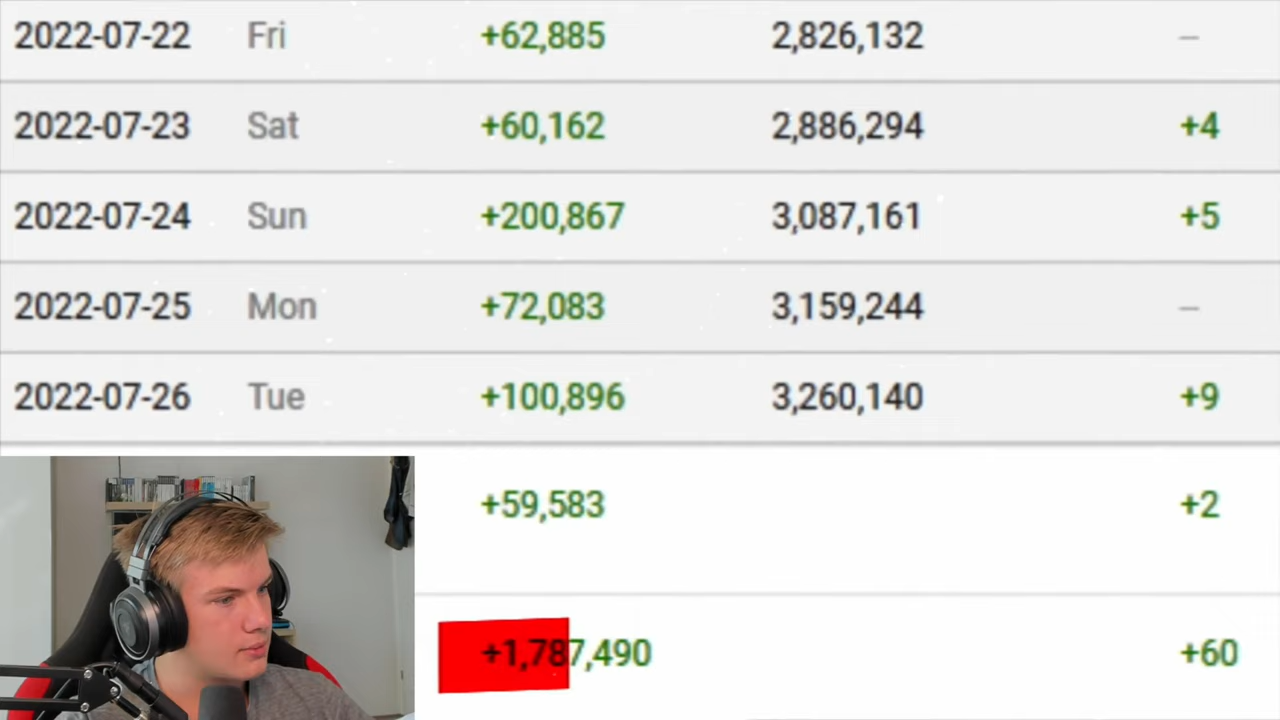 2022-07-22 Fri +62,885 2,826,132 –
2022-07-23 Sat +60,162 2,886,294 +4
2022-07-24 Sun +200,867 3,087,161 +5
2022-07-25 Mon +72,083 3,159,244 –
2022-07-26 Tue +100,896 3,260,140 +9
+59,583 +2
+1,787,490 +60